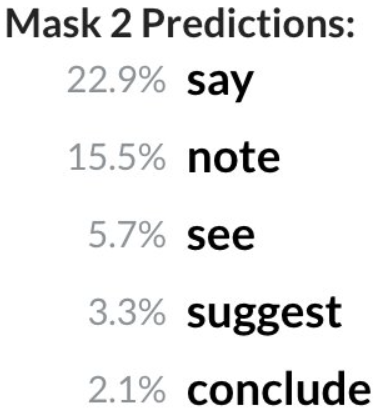 Mask 2 Predictions:
22.9% say
15.5% note
5.7% see
3.3% suggest
2.1% conclude